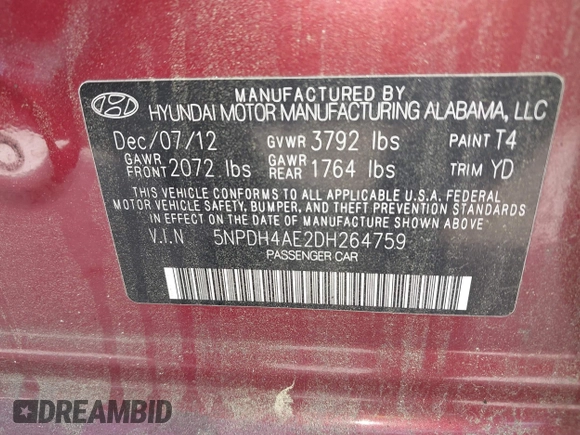 MANUFACTURED BY
HYUNDAI MOTOR MANUFACTURING ALABAMA, LLC
Dec/07/12 GVWR 3792 lbs PAINT T4
GAWR FRONT 2072 lbs GAWR REAR 1764 lbs TRIM YD
THIS VEHICLE CONFORMS TO ALL APPLICABLE U.S.A. FEDERAL
MOTOR VEHICLE SAFETY, BUMPER, AND THEFT PREVENTION STANDARDS
IN EFFECT ON THE DATE OF MANUFACTURE SHOWN ABOVE
V.I.N 5NPDH4AE2DH264759
PASSENGER CAR
DREAMBID